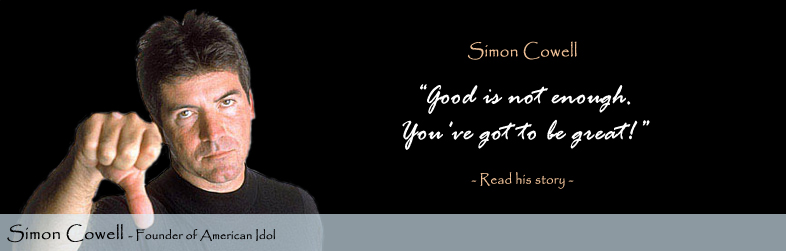 Simon Cowell
“Good is not enough.
You've got to be great!”
- Read his story -
Simon Cowell - Founder of American Idol